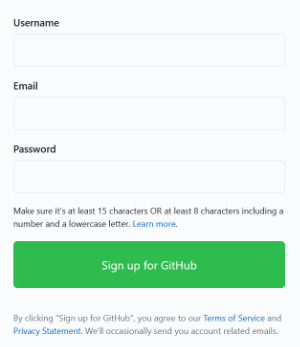 Username
Email
Password
Make sure it's at least 15 characters OR at least 8 characters including a
number and a lowercase letter. Learn more.
Sign up for GitHub
By clicking "Sign up for GitHub", you agree to our Terms of Service and
Privacy Statement. We'll occasionally send you account related emails.